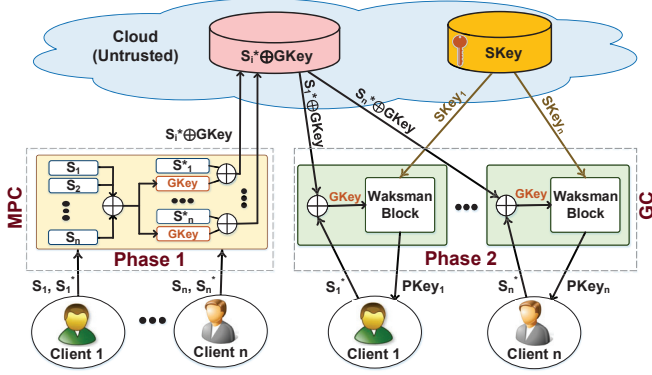 Cloud
(Untrusted)
Sᵢ*⊕GKey
SKey
Sᵢ*⊕GKey
S₁*⊕GKey
Sₙ*⊕GKey
SKey₁
SKeyₙ
MPC
S₁
S₂
Sₙ
S*₁
GKey
S*ₙ
GKey
Phase 1
GKey
Waksman
Block
GKey
Waksman
Block
Phase 2
GC
S₁, S₁*
Sₙ, Sₙ*
S₁*
PKey₁
Sₙ*
PKeyₙ
Client 1
Client n
Client 1
Client n